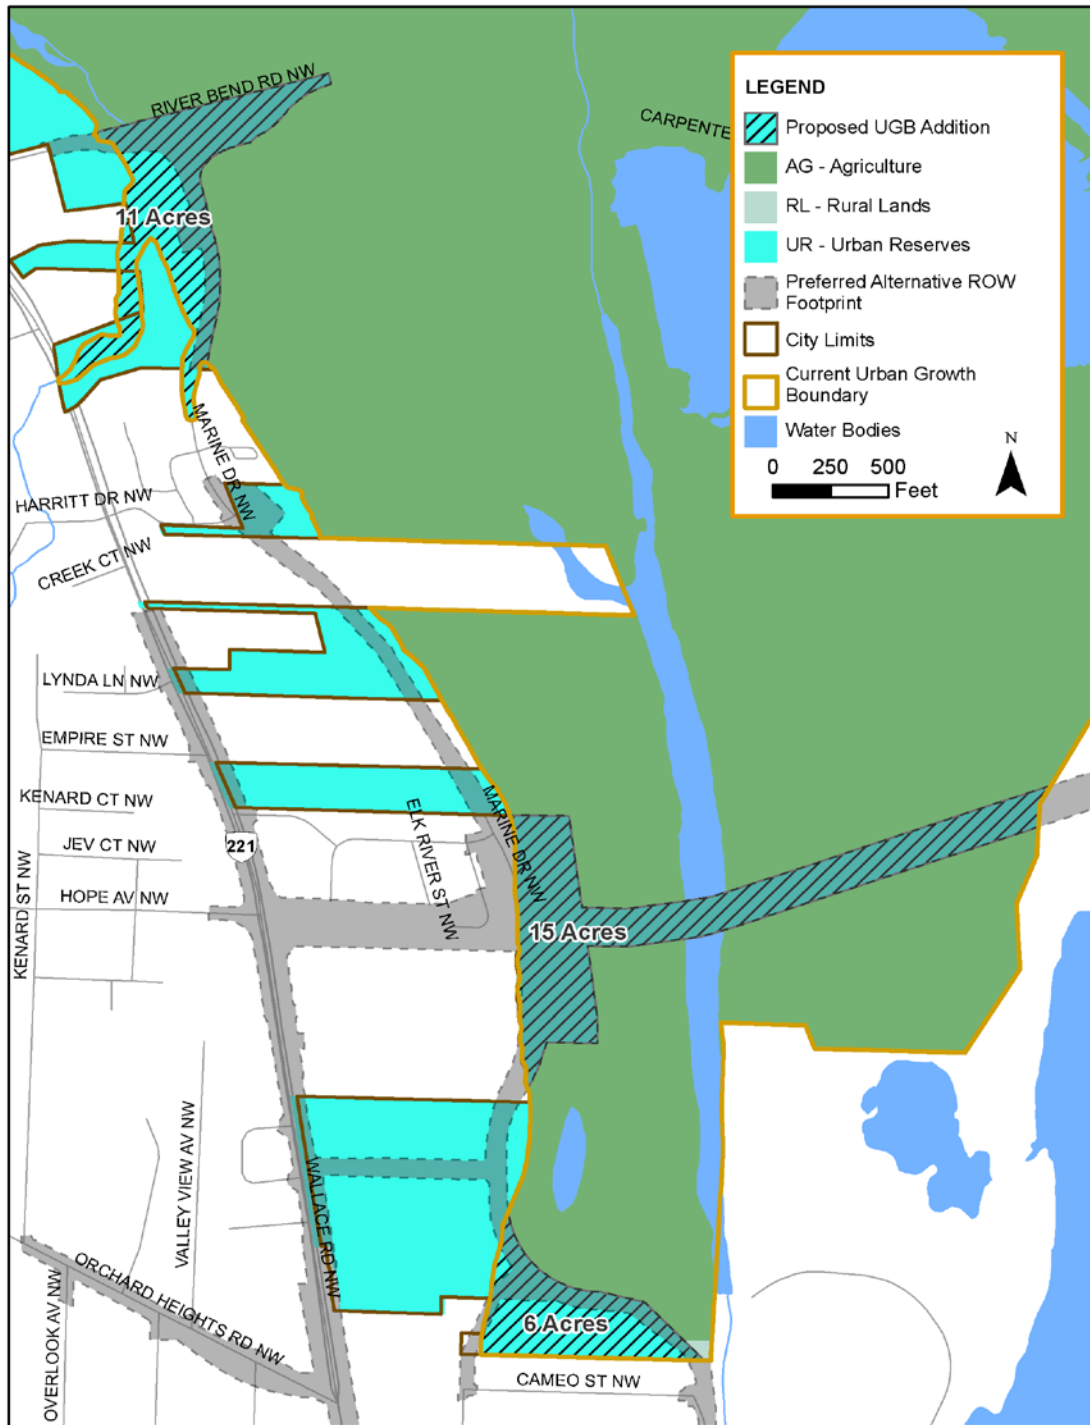 RIVER BEND RD NW
CARPENTE
LEGEND
Proposed UGB Addition
AG - Agriculture
RL - Rural Lands
UR - Urban Reserves
Preferred Alternative ROW
Footprint
City Limits
Current Urban Growth
Boundary
Water Bodies
N
0 250 500
Feet
11 Acres
MARINE DR NW
HARRITT DR NW
CREEK CT NW
LYNDA LN NW
EMPIRE ST NW
KENARD CT NW
MARINE DR NW
ELK RIVER ST NW
JEV CT NW
221
HOPE AV NW
KENARD ST NW
15 Acres
VALLEY VIEW AV NW
WALLACE RD NW
ORCHARD HEIGHTS RD NW
OVERLOOK AV NW
6 Acres
CAMEO ST NW